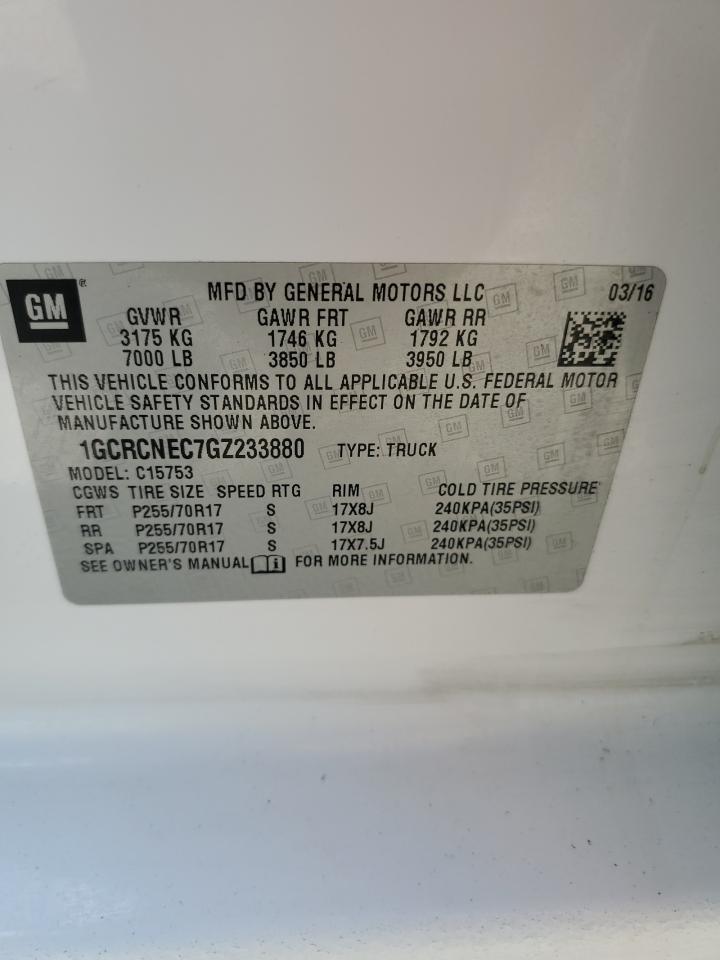 GM ®
MFD BY GENERAL MOTORS LLC 03/16
GVWR GAWR FRT GAWR RR
3175 KG 1746 KG 1792 KG
7000 LB 3850 LB 3950 LB
THIS VEHICLE CONFORMS TO ALL APPLICABLE U.S. FEDERAL MOTOR
VEHICLE SAFETY STANDARDS IN EFFECT ON THE DATE OF
MANUFACTURE SHOWN ABOVE.
1GCRCNEC7GZ233880 TYPE: TRUCK
MODEL: C15753
CGWS TIRE SIZE SPEED RTG RIM COLD TIRE PRESSURE
FRT P255/70R17 S 17X8J 240KPA(35PSI)
RR P255/70R17 S 17X8J 240KPA(35PSI)
SPA P255/70R17 S 17X7.5J 240KPA(35PSI)
SEE OWNER'S MANUAL i FOR MORE INFORMATION.